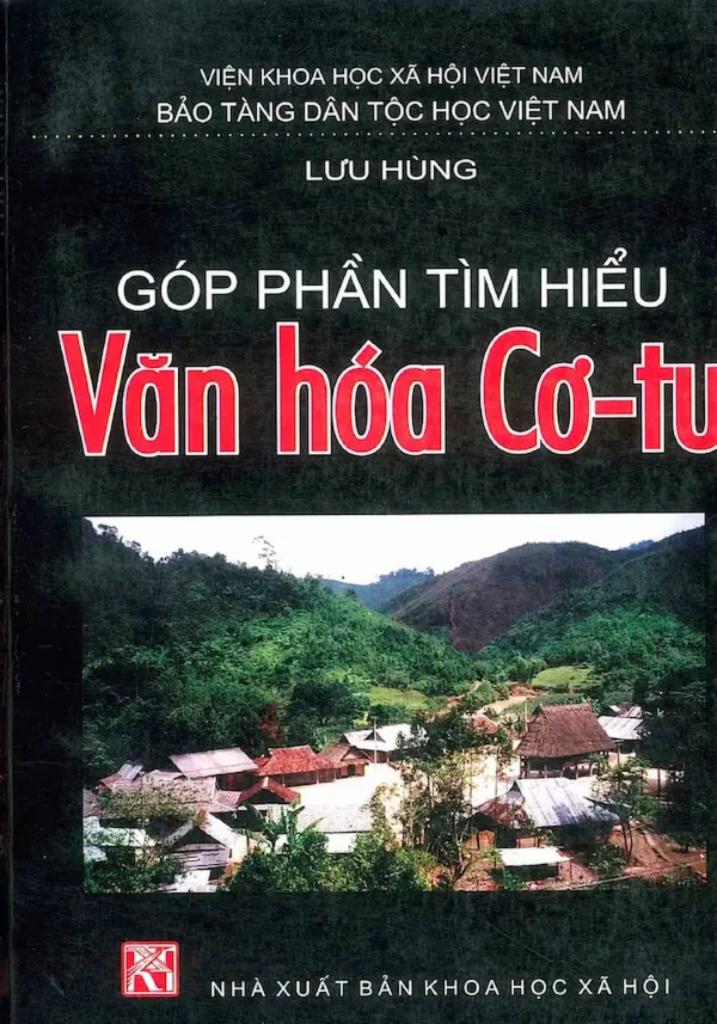 VIỆN KHOA HỌC XÃ HỘI VIỆT NAM
BẢO TÀNG DÂN TỘC HỌC VIỆT NAM
LƯU HÙNG
GÓP PHẦN TÌM HIỂU
Văn hóa Cơ-tu
NHÀ XUẤT BẢN KHOA HỌC XÃ HỘI